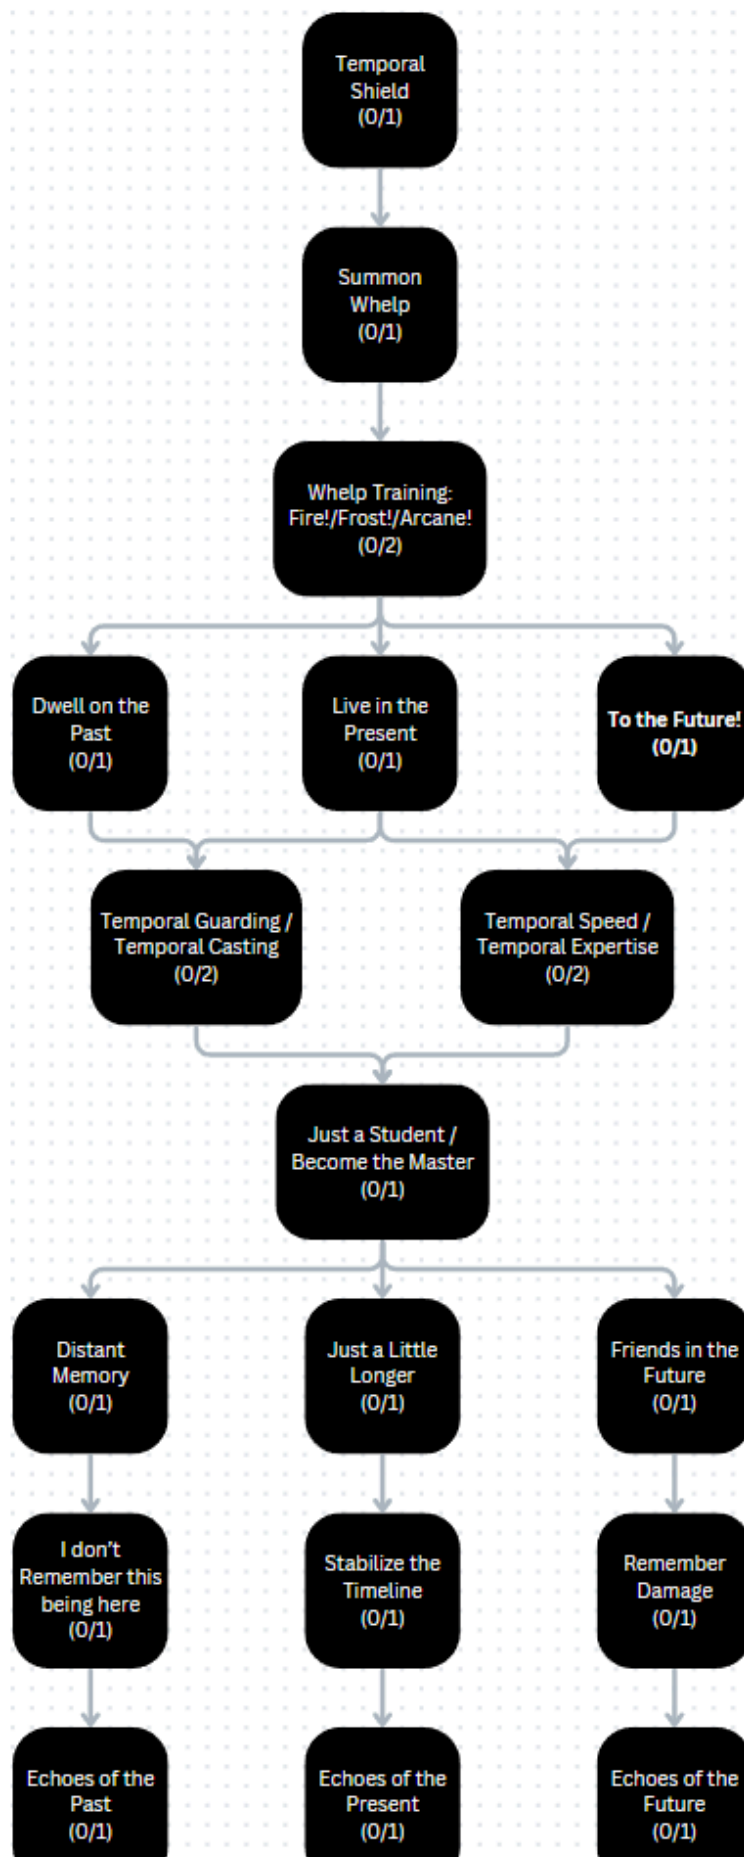 Temporal
Shield
(0/1)
Summon
Whelp
(0/1)
Whelp Training:
Fire!/Frost!/Arcane!
(0/2)
Dwell on the
Past
(0/1)
Live in the
Present
(0/1)
To the Future!
(0/1)
Temporal Guarding /
Temporal Casting
(0/2)
Temporal Speed /
Temporal Expertise
(0/2)
Just a Student /
Become the Master
(0/1)
Distant
Memory
(0/1)
Just a Little
Longer
(0/1)
Friends in the
Future
(0/1)
I don't
Remember this
being here
(0/1)
Stabilize the
Timeline
(0/1)
Remember
Damage
(0/1)
Echoes of the
Past
(0/1)
Echoes of the
Present
(0/1)
Echoes of the
Future
(0/1)